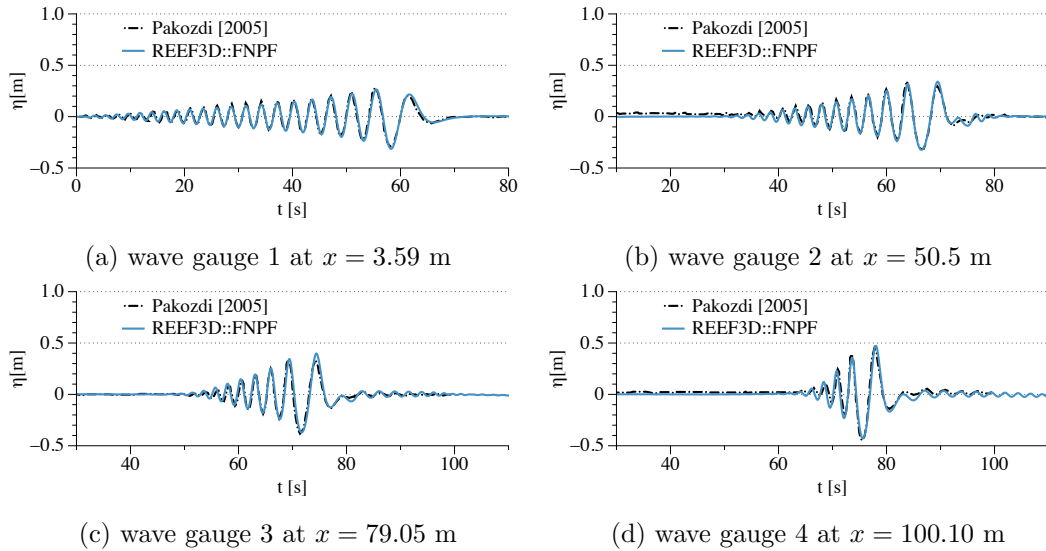 1.0
Pakozdi [2005]
REEF3D::FNPF
0.5
η[m]
0
−0.5
0 20 40 60 80
t [s]
(a) wave gauge 1 at x = 3.59 m
1.0
Pakozdi [2005]
REEF3D::FNPF
0.5
η[m]
0
−0.5
20 40 60 80
t [s]
(b) wave gauge 2 at x = 50.5 m
1.0
Pakozdi [2005]
REEF3D::FNPF
0.5
η[m]
0
−0.5
40 60 80 100
t [s]
(c) wave gauge 3 at x = 79.05 m
1.0
Pakozdi [2005]
REEF3D::FNPF
0.5
η[m]
0
−0.5
40 60 80 100
t [s]
(d) wave gauge 4 at x = 100.10 m